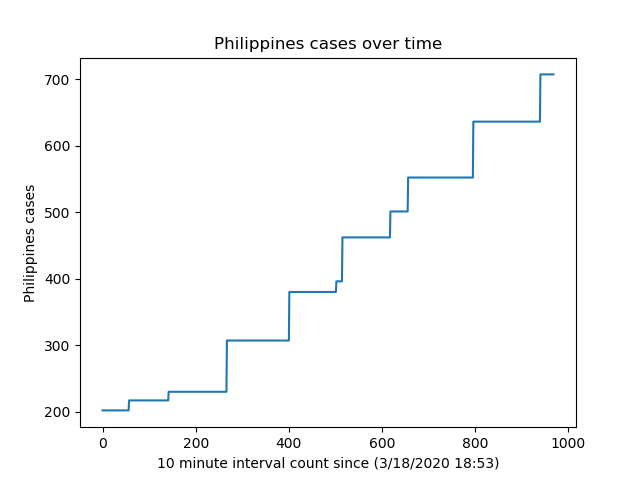 Philippines cases over time
Philippines cases
700
600
500
400
300
200
0 200 400 600 800 1000
10 minute interval count since (3/18/2020 18:53)